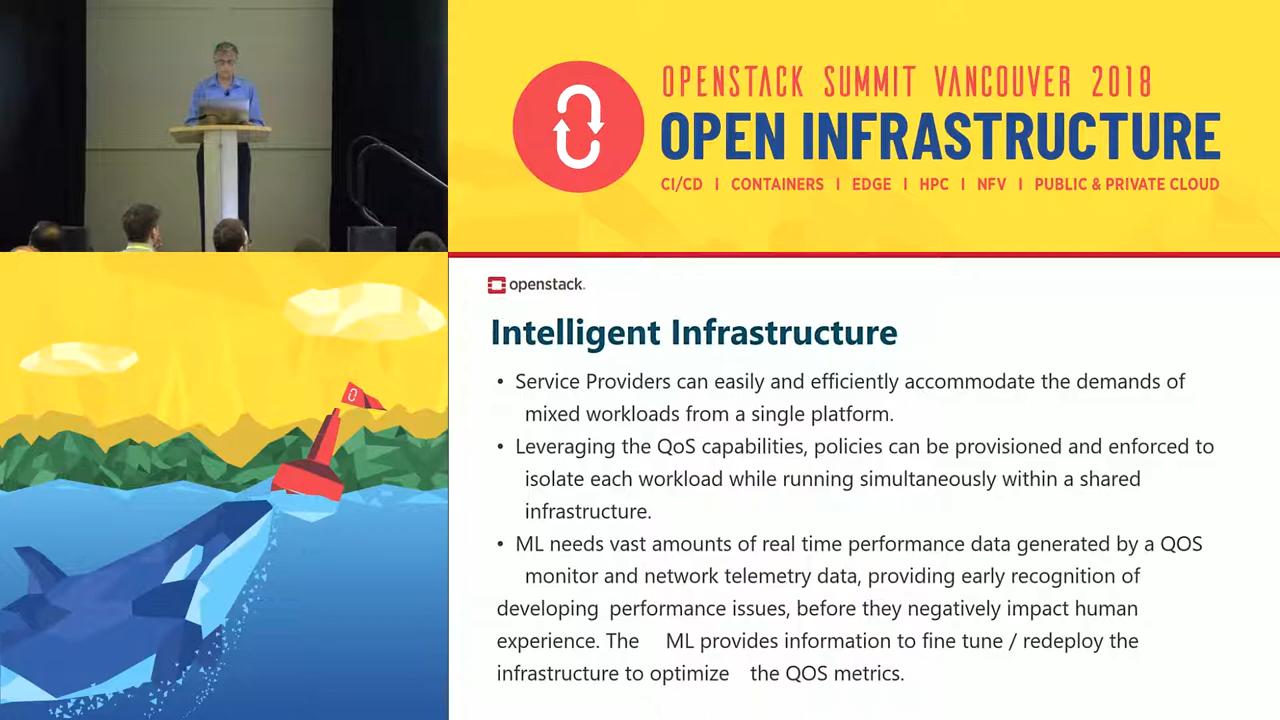 OPENSTACK SUMMIT VANCOUVER 2018
OPEN INFRASTRUCTURE
CI/CD | CONTAINERS | EDGE | HPC | NFV | PUBLIC & PRIVATE CLOUD
openstack.
Intelligent Infrastructure
• Service Providers can easily and efficiently accommodate the demands of
mixed workloads from a single platform.
• Leveraging the QoS capabilities, policies can be provisioned and enforced to
isolate each workload while running simultaneously within a shared
infrastructure.
• ML needs vast amounts of real time performance data generated by a QOS
monitor and network telemetry data, providing early recognition of
developing performance issues, before they negatively impact human
experience. The ML provides information to fine tune / redeploy the
infrastructure to optimize the QOS metrics.